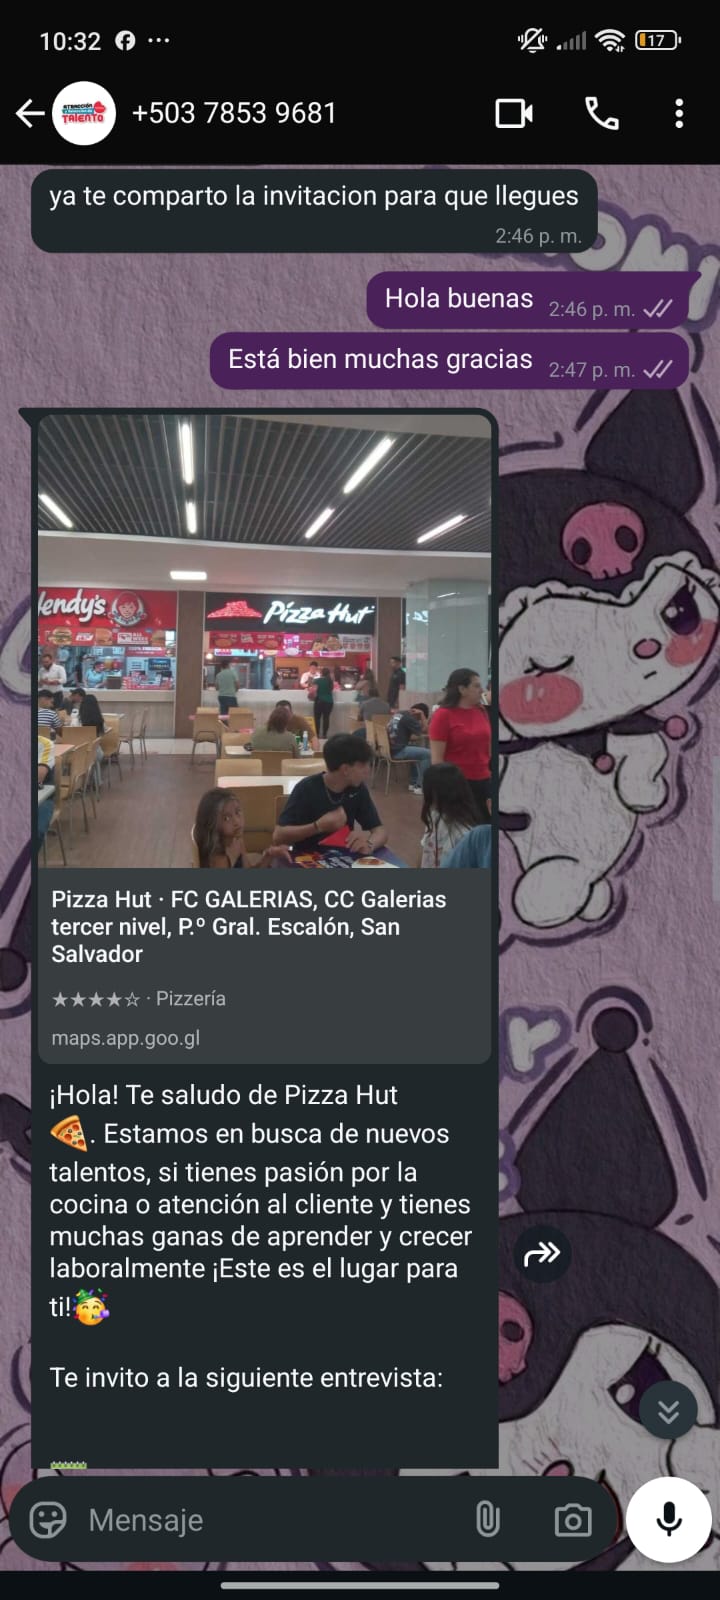 10:32
17
ATRACCIÓN
TALENTO
+503 7853 9681
ya te comparto la invitacion para que llegues
2:46 p. m.
OMI
Hola buenas
2:46 p. m.
Está bien muchas gracias
2:47 p. m.
Wendy's
Pizza Hut
Pizza Hut · FC GALERIAS, CC Galerias
tercer nivel, P.º Gral. Escalón, San
Salvador
★★★★☆ · Pizzería
maps.app.goo.gl
¡Hola! Te saludo de Pizza Hut
🍕. Estamos en busca de nuevos
talentos, si tienes pasión por la
cocina o atención al cliente y tienes
muchas ganas de aprender y crecer
laboralmente ¡Este es el lugar para
ti!🥳
Te invito a la siguiente entrevista:
Mensaje